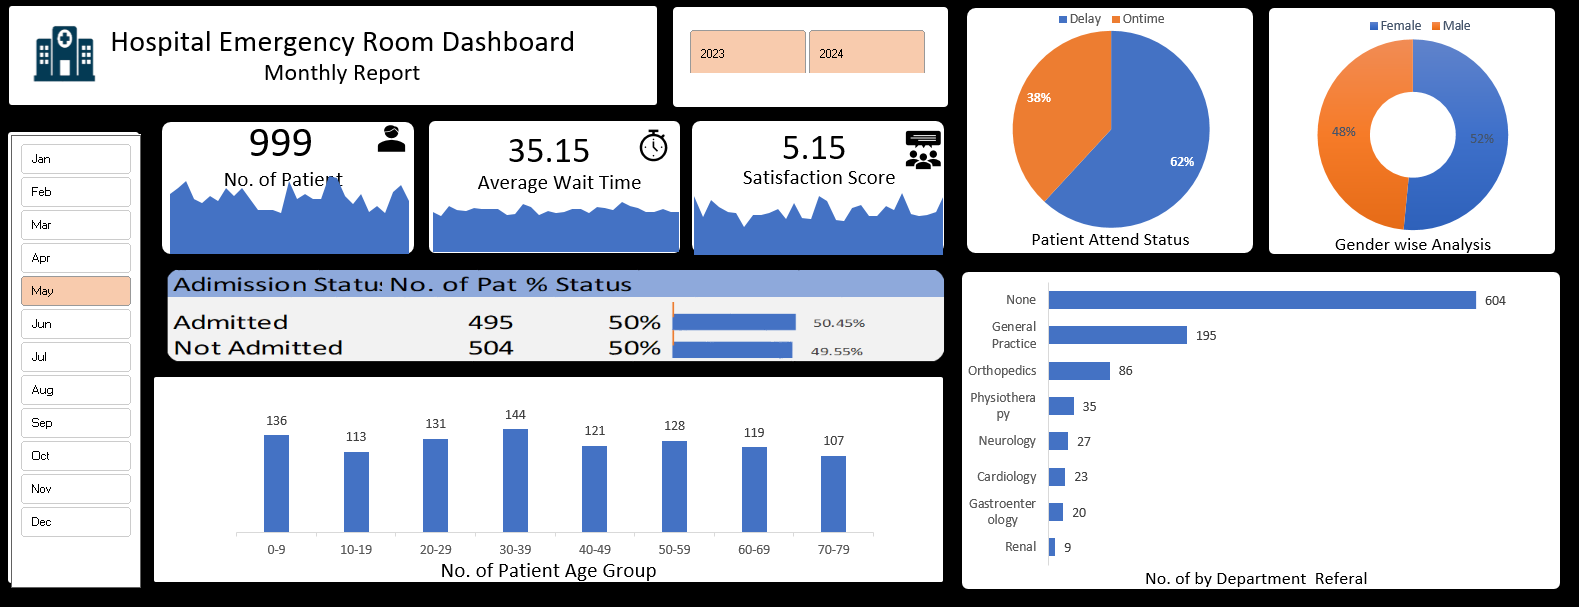 Hospital Emergency Room Dashboard
Monthly Report
2023
2024
Delay Ontime
38%
62%
Patient Attend Status
Female Male
48%
52%
Gender wise Analysis
Jan
Feb
Mar
Apr
May
Jun
Jul
Aug
Sep
Oct
Nov
Dec
999
No. of Patient
35.15
Average Wait Time
5.15
Satisfaction Score
Adimission Statu: No. of Pat % Status
Admitted 495 50% 50.45%
Not Admitted 504 50% 49.55%
136
113
131
144
121
128
119
107
0-9
10-19
20-29
30-39
40-49
50-59
60-69
70-79
No. of Patient Age Group
None 604
General
Practice 195
Orthopedics 86
Physiothera
py 35
Neurology 27
Cardiology 23
Gastroenter
ology 20
Renal 9
No. of by Department Referal